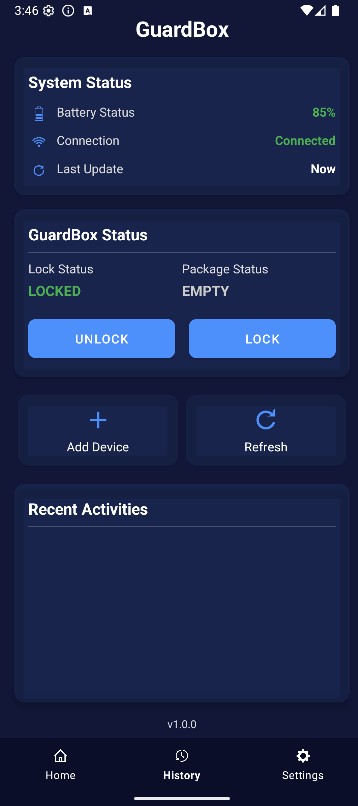 3:46
GuardBox
System Status
Battery Status 85%
Connection Connected
Last Update Now
GuardBox Status
Lock Status Package Status
LOCKED EMPTY
UNLOCK LOCK
Add Device Refresh
Recent Activities
v1.0.0
Home History Settings